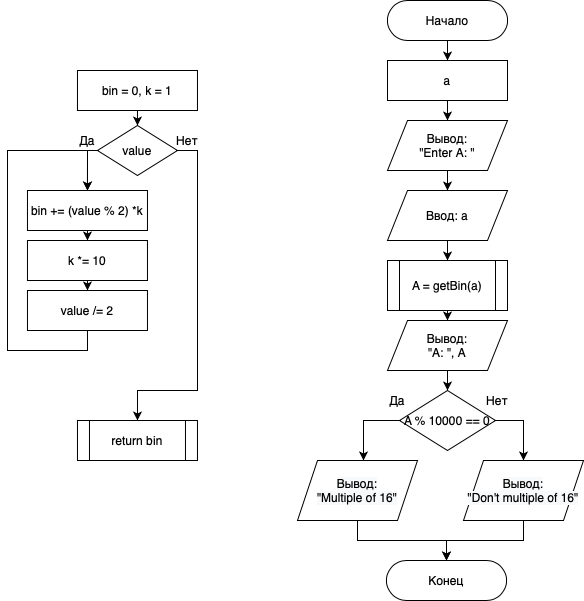 bin = 0, k = 1
Да
Нет
value
bin += (value % 2) *k
k *= 10
value /= 2
return bin
Начало
a
Вывод:
"Enter A: "
Ввод: a
A = getBin(a)
Вывод:
"A: ", A
Да
Нет
A % 10000 == 0
Вывод:
"Multiple of 16"
Вывод:
"Don't multiple of 16"
Конец